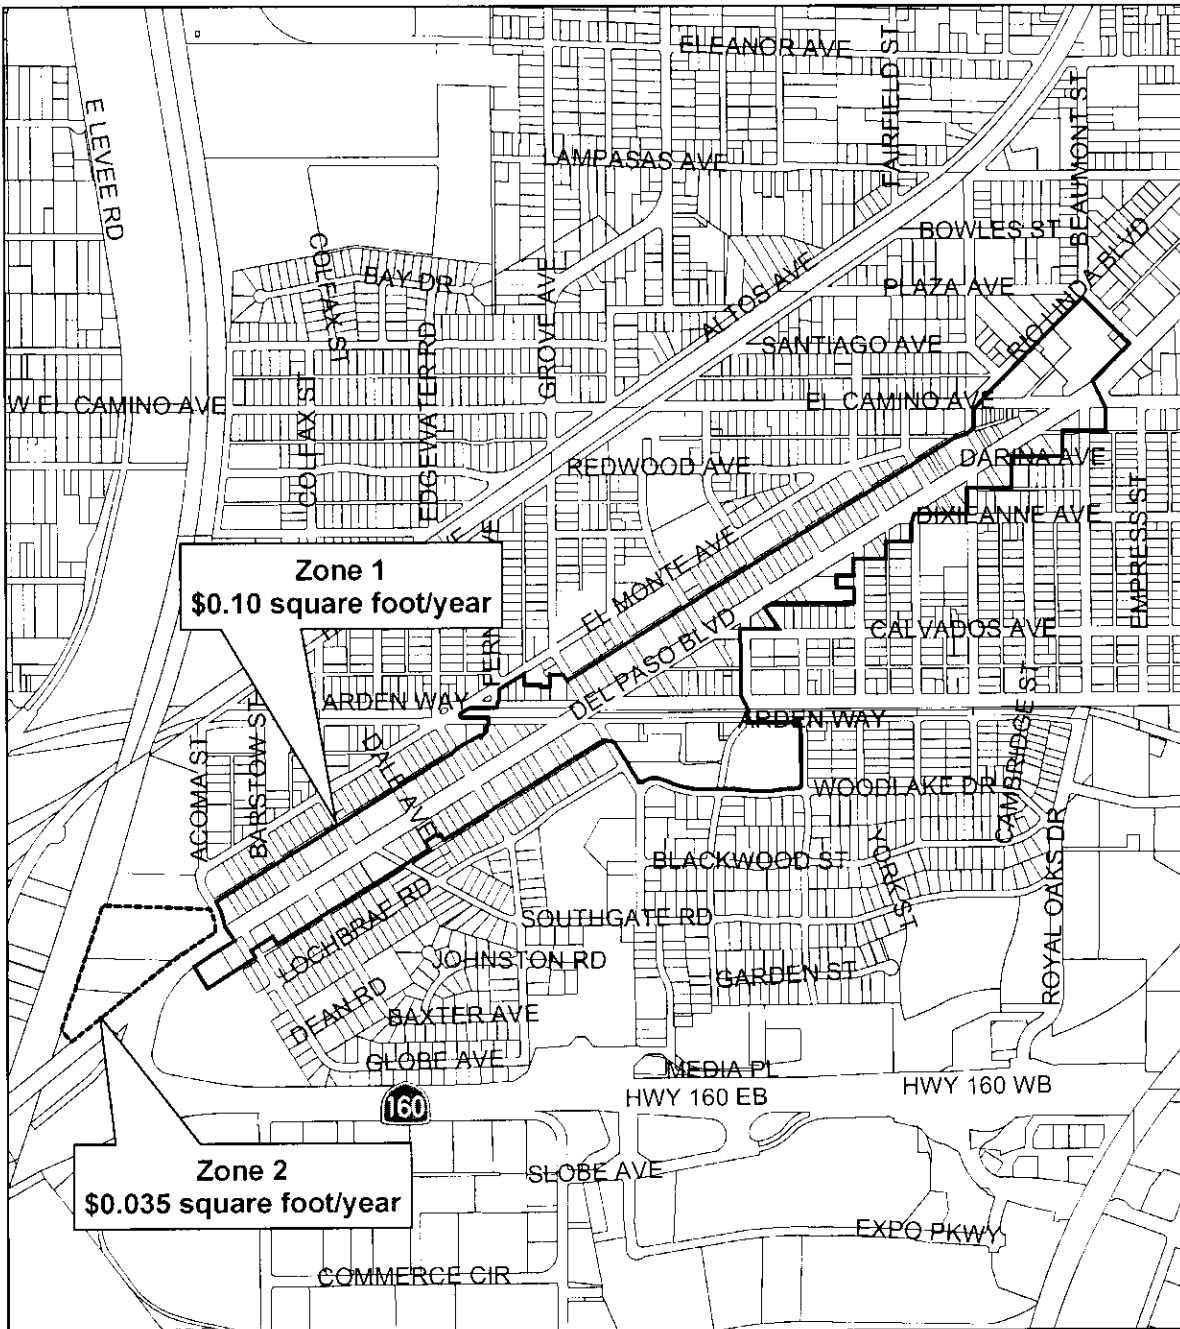 ELEANOR AVE
FAIRFIELD ST
BEAUMONT ST
E LEVEE RD
LAMPASAS AVE
BOWLES ST
COLFAX ST
BAY DR
GROVE AVE
ALTOS AVE
PLAZA AVE
RIO LINDA BLVD
EDGEWATER RD
SANTIAGO AVE
W EL CAMINO AVE
EL CAMINO AVE
COLFAX ST
REDWOOD AVE
DARINA AVE
DIXIEANNE AVE
EMPRESS ST
Zone 1
$0.10 square foot/year
EL MONTE AVE
DEL PASO BLVD
CALVADOS AVE
ARDEN WAY
ARDEN WAY
CAMBRIDGE ST
ACOMA ST
BARSTOW ST
DALE AVE
WOODLAKE DR
BLACKWOOD ST
YORK ST
ROYAL OAKS DR
LOCHBRAE RD
SOUTHGATE RD
JOHNSTON RD
GARDEN ST
DEAN RD
BAXTER AVE
GLOBE AVE
MEDIA PL
HWY 160 EB
HWY 160 WB
160
Zone 2
$0.035 square foot/year
SLOBE AVE
EXPO PKWY
COMMERCE CIR